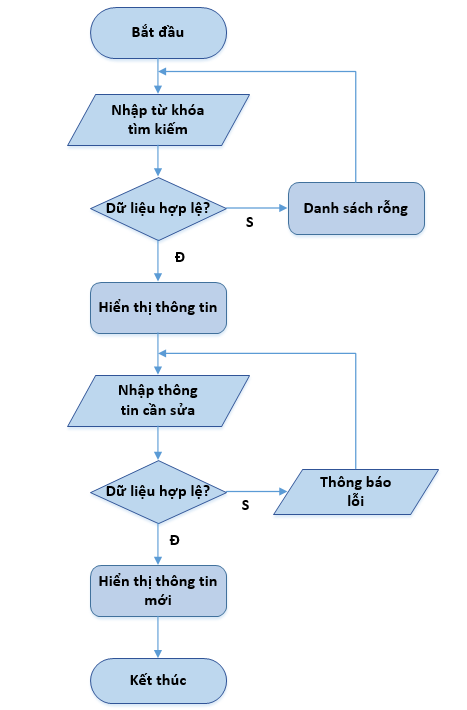 Bắt đầu
Nhập từ khóa
tìm kiếm
Dữ liệu hợp lệ?
S
Danh sách rỗng
Đ
Hiển thị thông tin
Nhập thông
tin cần sửa
Dữ liệu hợp lệ?
S
Thông báo
lỗi
Đ
Hiển thị thông tin
mới
Kết thúc